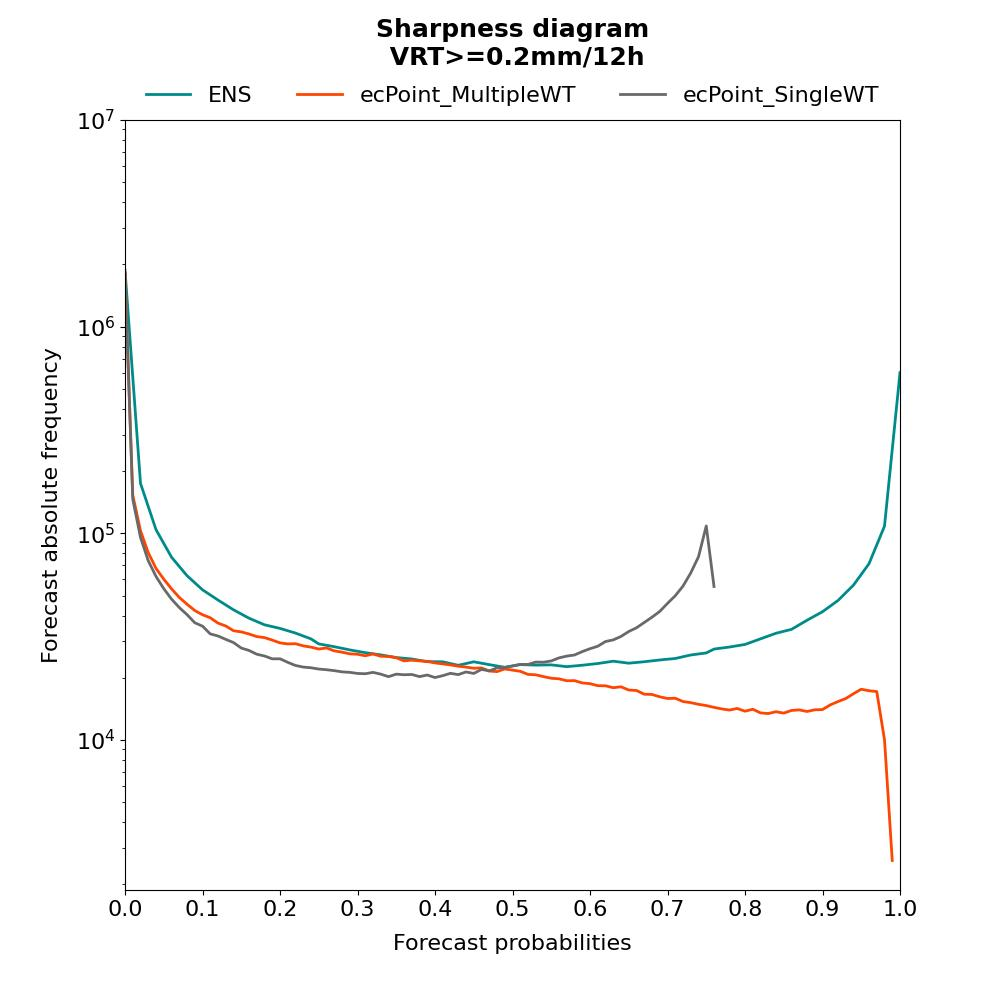 Sharpness diagram
VRT>=0.2mm/12h
ENS ecPoint_MultipleWT ecPoint_SingleWT
10⁷
10⁶
10⁵
10⁴
Forecast absolute frequency
0.0 0.1 0.2 0.3 0.4 0.5 0.6 0.7 0.8 0.9 1.0
Forecast probabilities